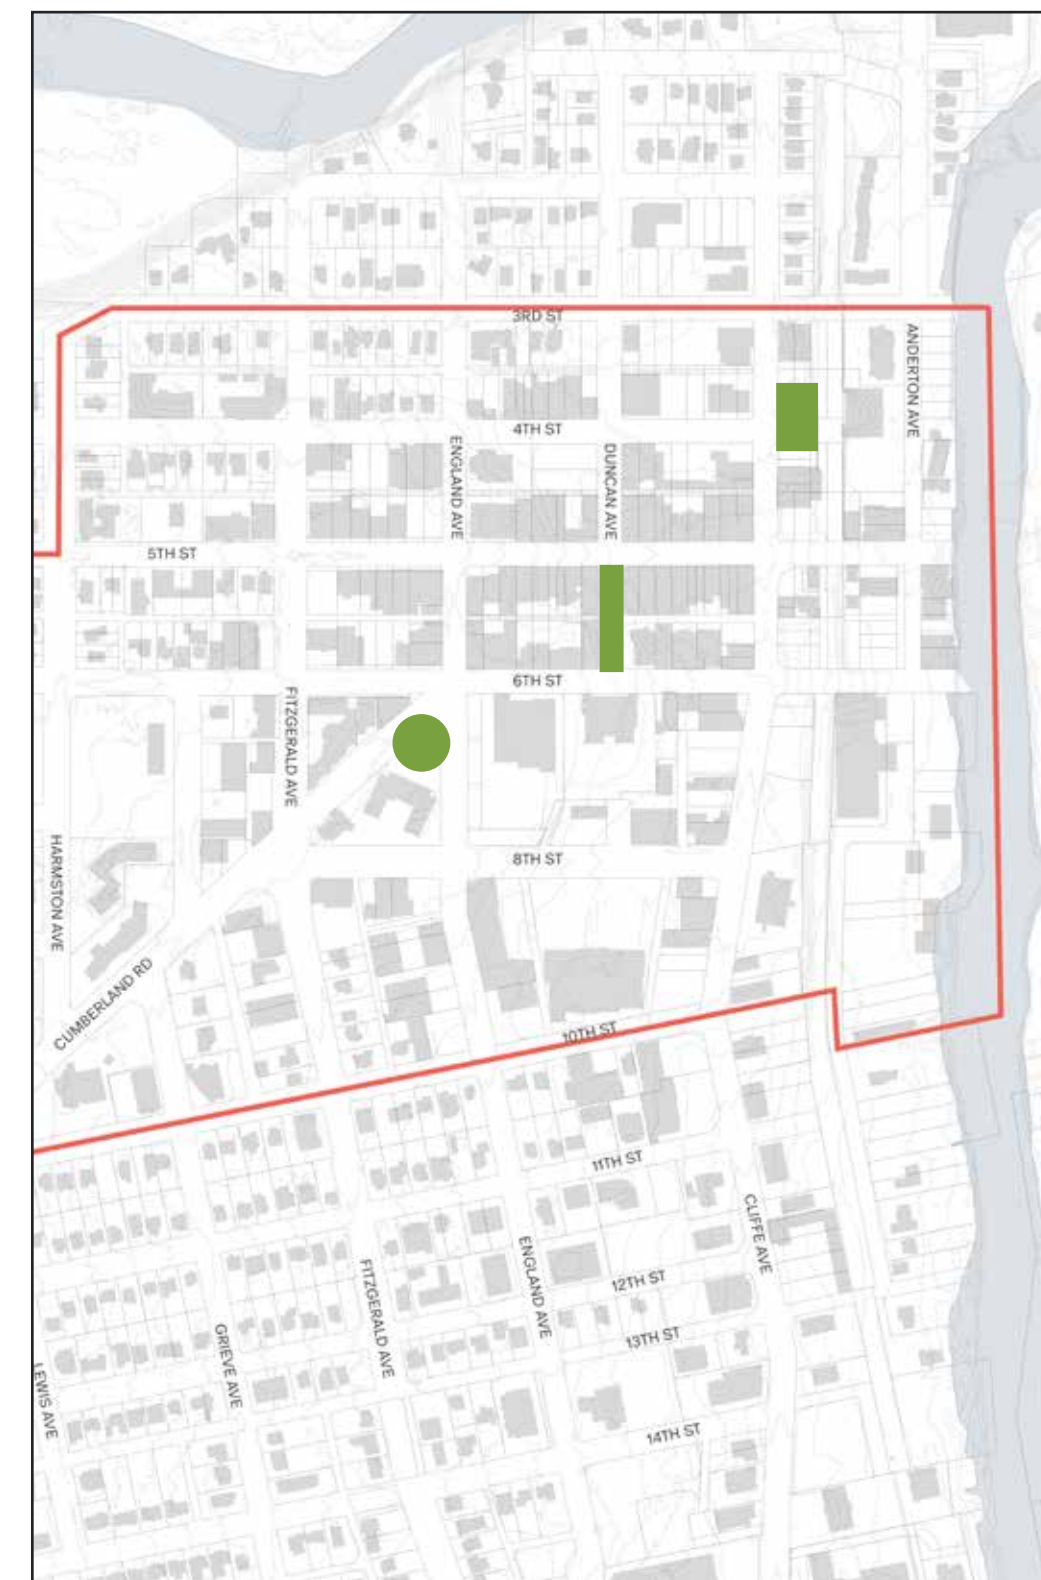 3RD ST
ANDERTON AVE
4TH ST
ENGLAND AVE
DUNCAN AVE
5TH ST
6TH ST
FITZGERALD AVE
HARMSTON AVE
8TH ST
CUMBERLAND RD
10TH ST
11TH ST
CLIFFE AVE
ENGLAND AVE
FITZGERALD AVE
12TH ST
GRIEVE AVE
13TH ST
LEWIS AVE
14TH ST